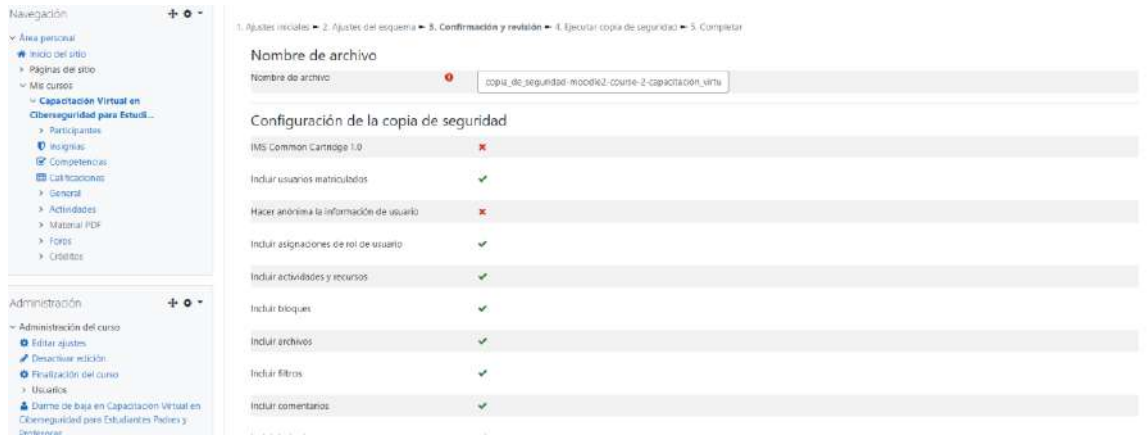 Navegación
Área personal
Inicio del sitio
Páginas del sitio
Mis cursos
Capacitación Virtual en
Ciberseguridad para Estudi...
Participantes
Insignias
Competencias
Calificaciones
General
Actividades
Material PDF
Foros
Créditos
Administración
Administración del curso
Editar ajustes
Desactivar edición
Finalización del curso
Usuarios
Darme de baja en Capacitación Virtual en
Ciberseguridad para Estudiantes Padres y
Profesores
1. Ajustes iniciales ► 2. Ajustes del esquema ► 3. Confirmación y revisión ► 4. Ejecutar copia de seguridad ► 5. Completar
Nombre de archivo
Nombre de archivo
copia_de_seguridad-moodle2-course-2-capacitación_virtu
Configuración de la copia de seguridad
IMS Common Cartridge 1.0
Incluir usuarios matriculados
Hacer anónima la información de usuario
Incluir asignaciones de rol de usuario
Incluir actividades y recursos
Incluir bloques
Incluir archivos
Incluir filtros
Incluir comentarios